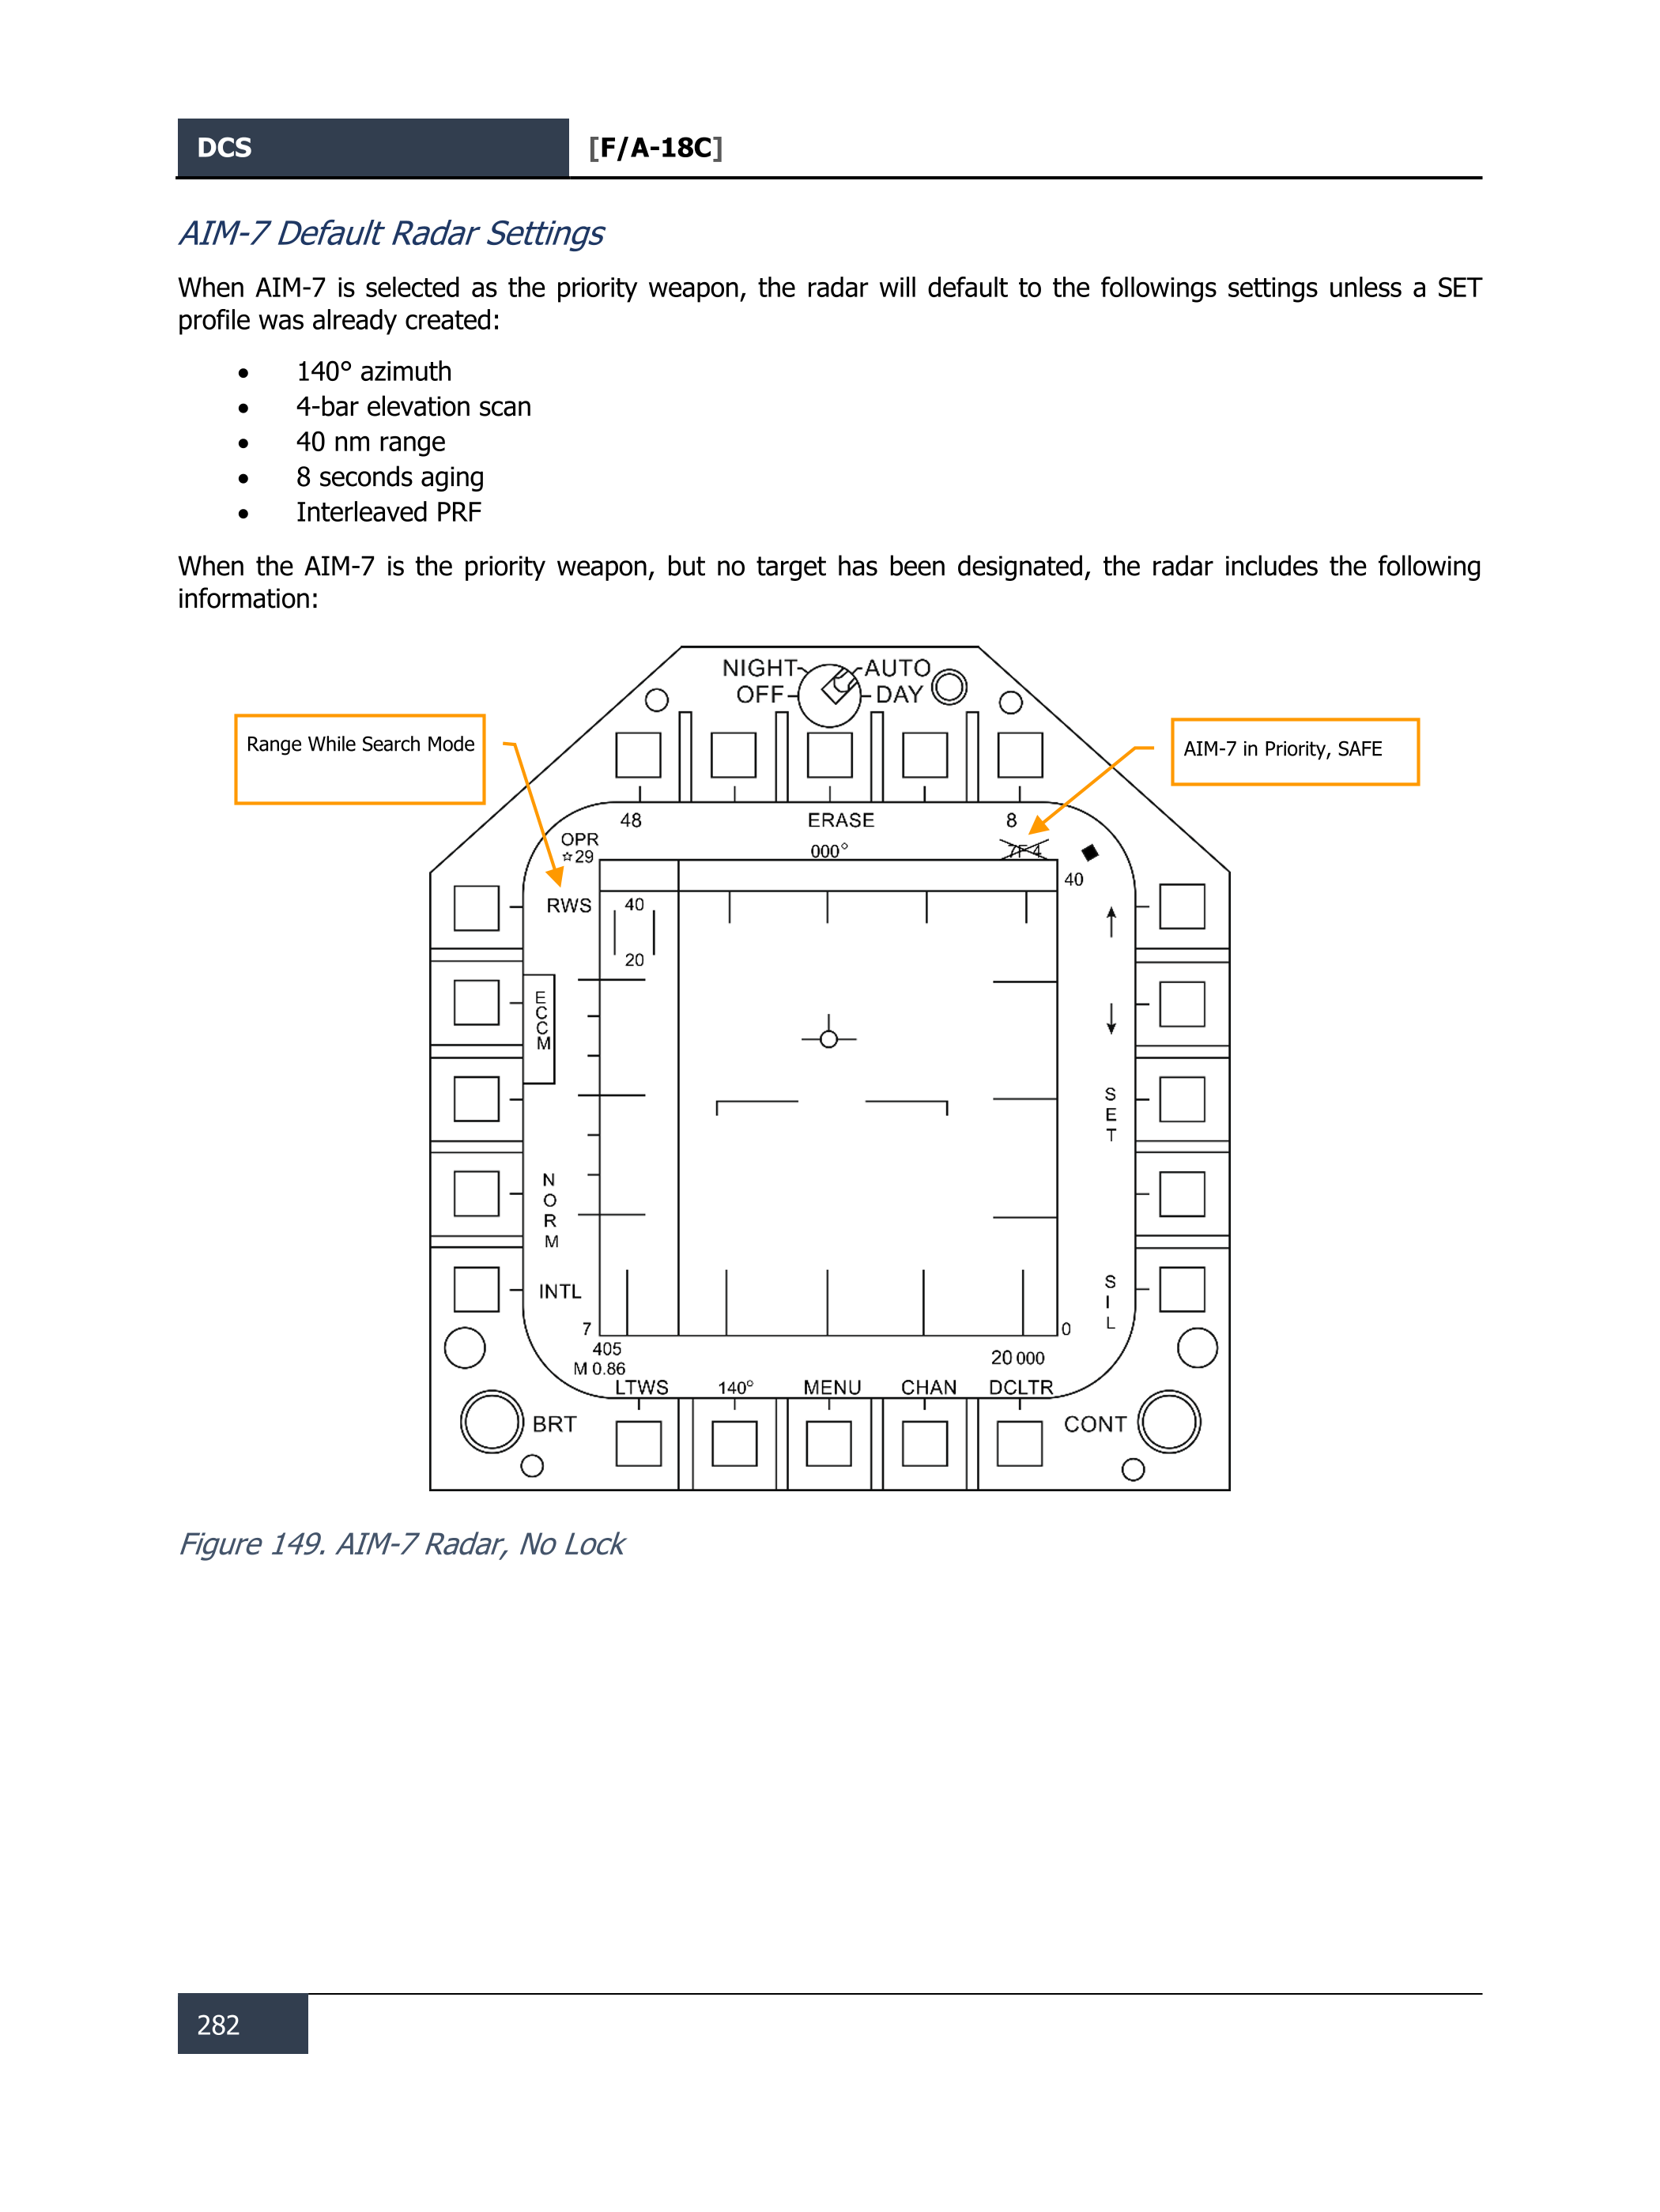 DCS [F/A-18C]
AIM-7 Default Radar Settings
When AIM-7 is selected as the priority weapon, the radar will default to the followings settings unless a SET
profile was already created:
• 140° azimuth
• 4-bar elevation scan
• 40 nm range
• 8 seconds aging
• Interleaved PRF
When the AIM-7 is the priority weapon, but no target has been designated, the radar includes the following
information:
NIGHT AUTO
OFF DAY
Range While Search Mode
AIM-7 in Priority, SAFE
48 ERASE 8
OPR 000° 7F 4
☆29
40
RWS 40
20
ECCM
SET
NORM
INTL
SIL
7 0
405
M 0.86 20 000
LTWS 140° MENU CHAN DCLTR
BRT CONT
Figure 149. AIM-7 Radar, No Lock
282